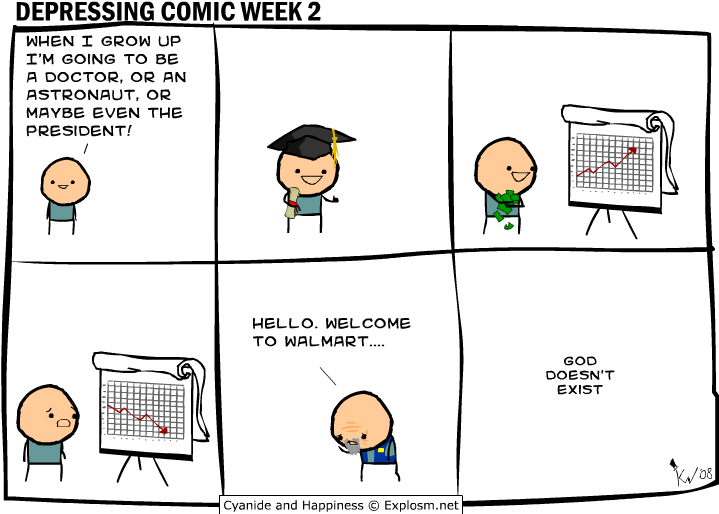 DEPRESSING COMIC WEEK 2
WHEN I GROW UP
I'M GOING TO BE
A DOCTOR, OR AN
ASTRONAUT, OR
MAYBE EVEN THE
PRESIDENT!
HELLO. WELCOME
TO WALMART....
GOD
DOESN'T
EXIST
KW '08
Cyanide and Happiness © Explosm.net